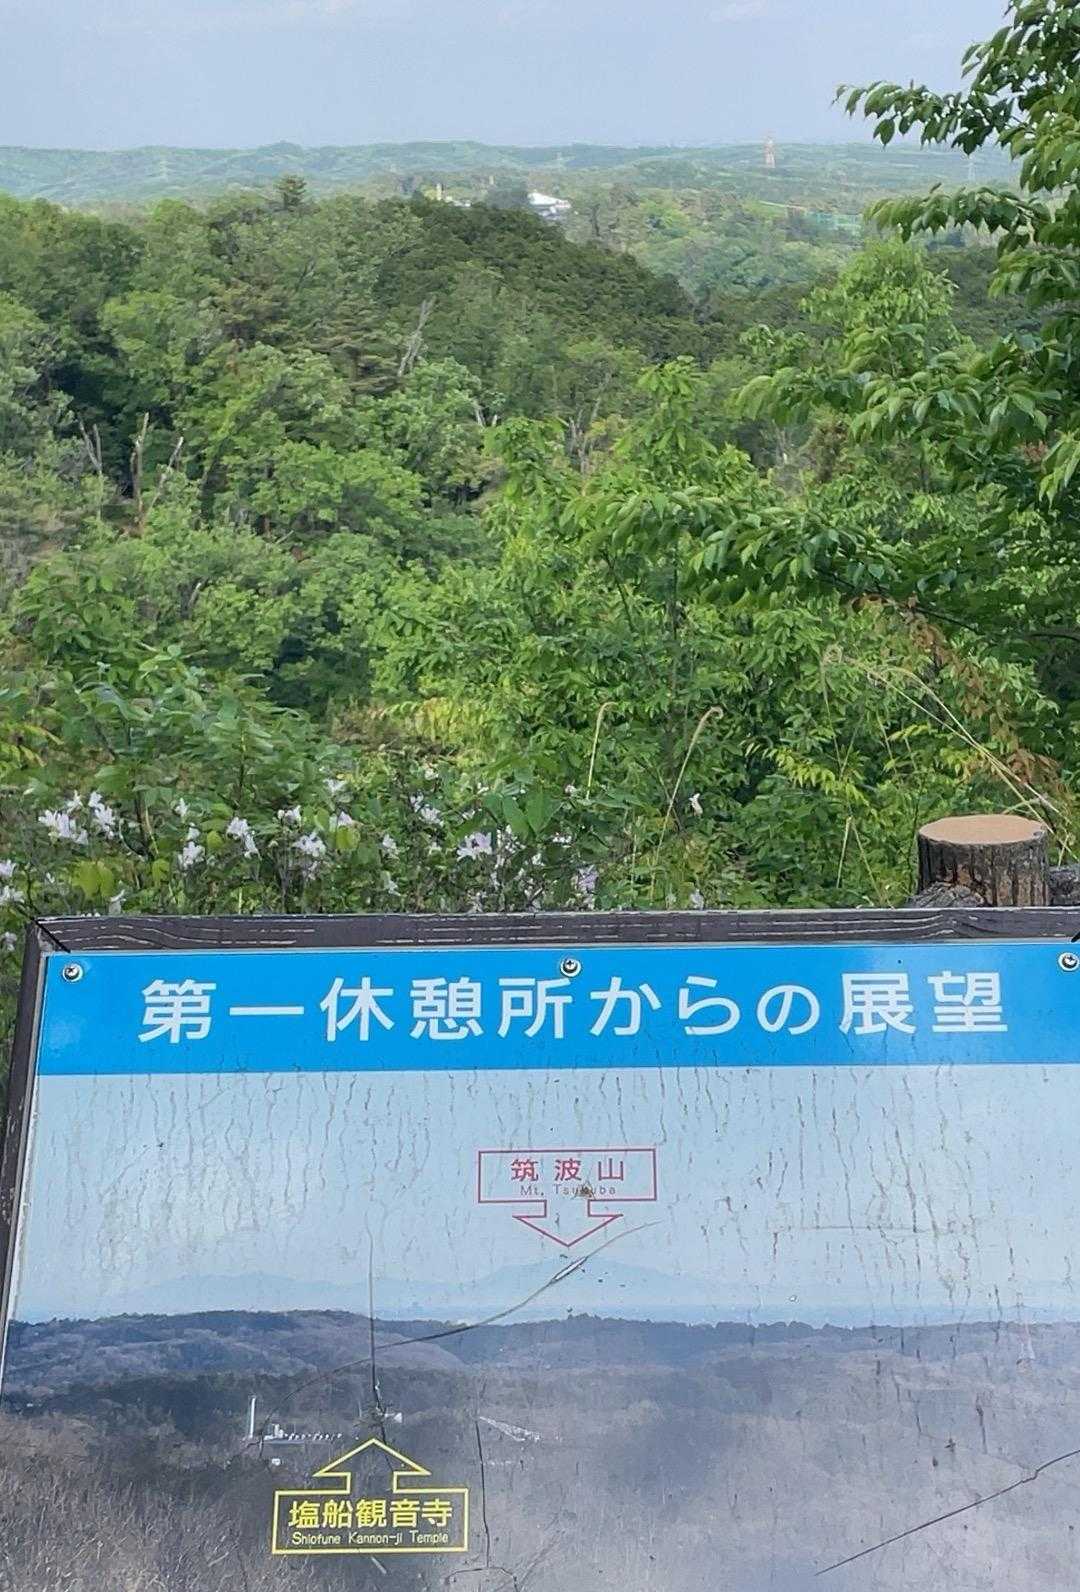 第一休憩所からの展望
筑波山
Mt. Tsukuba
塩船観音寺
Shiofune Kannon-ji Temple